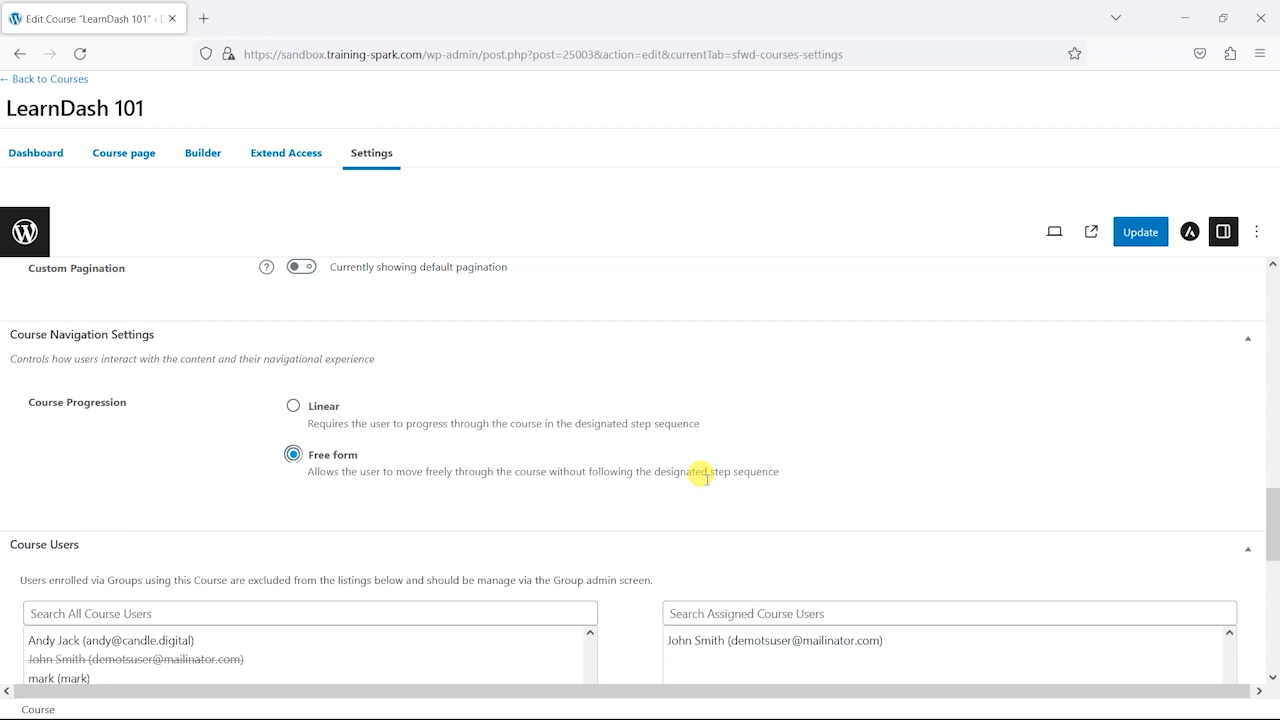 Edit Course "LearnDash 101" ‹
https://sandbox.training-spark.com/wp-admin/post.php?post=25003&action=edit&currentTab=sfwd-courses-settings
← Back to Courses
LearnDash 101
Dashboard Course page Builder Extend Access Settings
Update
Custom Pagination Currently showing default pagination
Course Navigation Settings
Controls how users interact with the content and their navigational experience
Course Progression
Linear
Requires the user to progress through the course in the designated step sequence
Free form
Allows the user to move freely through the course without following the designated step sequence
Course Users
Users enrolled via Groups using this Course are excluded from the listings below and should be manage via the Group admin screen.
Search All Course Users Search Assigned Course Users
Andy Jack (andy@candle.digital) John Smith (demotsuser@mailinator.com)
John Smith (demotsuser@mailinator.com)
mark (mark)
Course